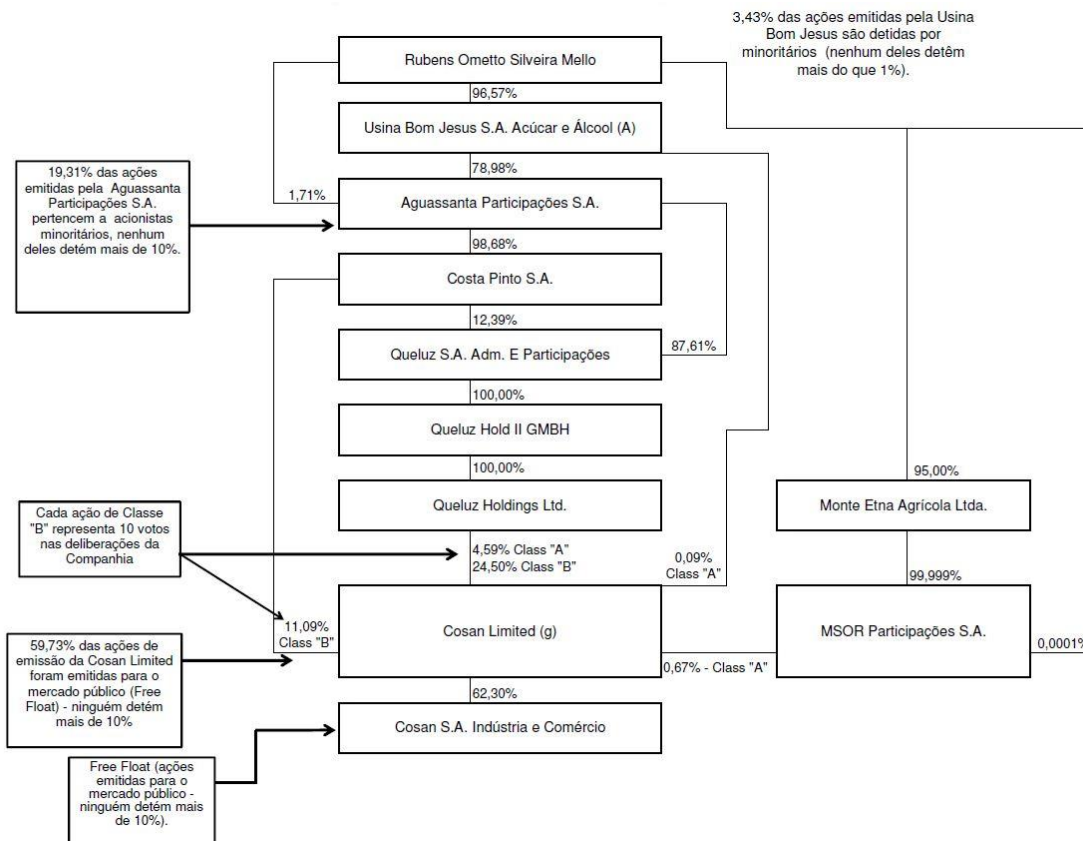 3,43% das ações emitidas pela Usina
Bom Jesus são detidas por
minoritários (nenhum deles detêm
mais do que 1%).
Rubens Ometto Silveira Mello
96,57%
Usina Bom Jesus S.A. Acúcar e Álcool (A)
78,98%
19,31% das ações
emitidas pela Aguassanta
Participações S.A.
pertencem a acionistas
minoritários, nenhum
deles detém mais de 10%.
1,71%
Aguassanta Participações S.A.
98,68%
Costa Pinto S.A.
12,39%
87,61%
Queluz S.A. Adm. E Participações
100,00%
Queluz Hold II GMBH
100,00%
95,00%
Queluz Holdings Ltd.
Monte Etna Agrícola Ltda.
Cada ação de Classe
"B" representa 10 votos
nas deliberações da
Companhia
4,59% Class "A"
24,50% Class "B"
0,09%
Class "A"
99,999%
11,09%
Class "B"
Cosan Limited (g)
MSOR Participações S.A.
0,0001%
0,67% - Class "A"
59,73% das ações de
emissão da Cosan Limited
foram emitidas para o
mercado público (Free
Float) - ninguém detém
mais de 10%
62,30%
Cosan S.A. Indústria e Comércio
Free Float (ações
emitidas para o
mercado público -
ninguém detém mais
de 10%).